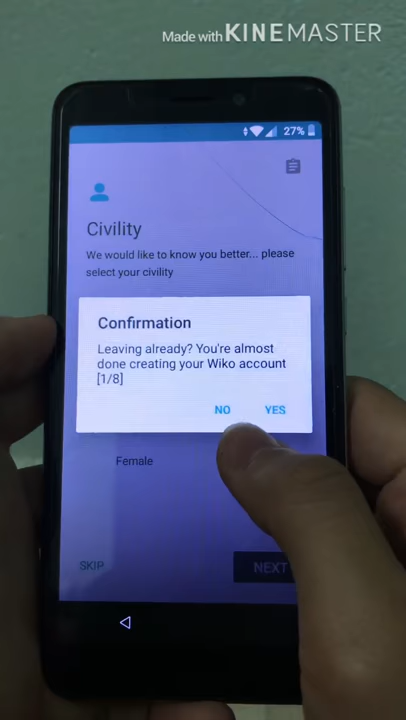 Made with KINEMASTER
27%
Civility
We would like to know you better... please
select your civility
Confirmation
Leaving already? You're almost
done creating your Wiko account
[1/8]
NO YES
Female
SKIP NEXT